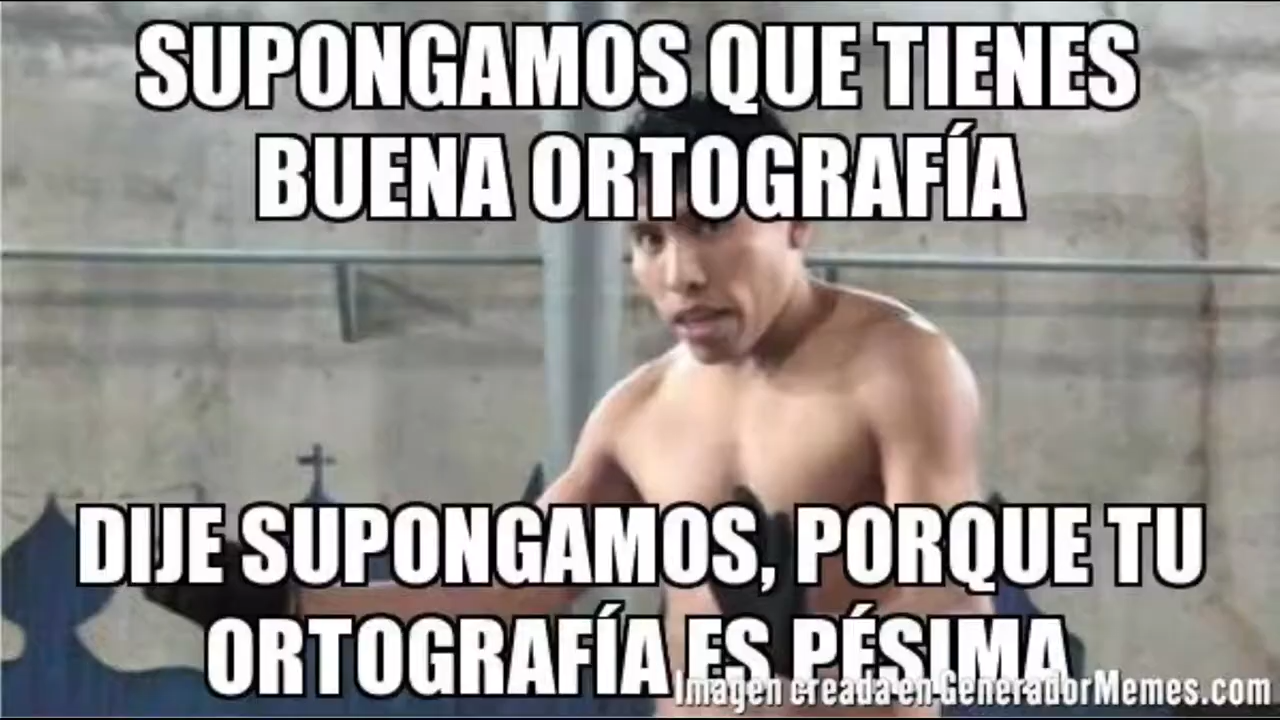 SUPONGAMOS QUE TIENES
BUENA ORTOGRAFÍA
DIJE SUPONGAMOS, PORQUE TU
ORTOGRAFÍA ES PÉSIMA
Imagen creada en GeneradorMemes.com